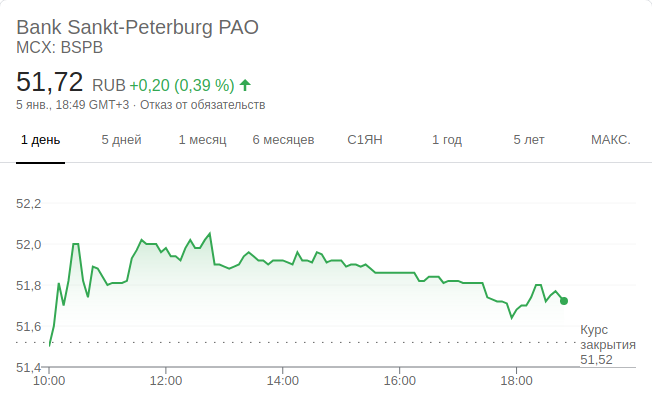 Bank Sankt-Peterburg PAO
MCX: BSPB
51,72 RUB +0,20 (0,39 %)
5 янв., 18:49 GMT+3 · Отказ от обязательств
1 день 5 дней 1 месяц 6 месяцев С1ЯН 1 год 5 лет МАКС.
52,2
52,0
51,8
51,6
Курс
закрытия
51,52
51,4
10:00 12:00 14:00 16:00 18:00